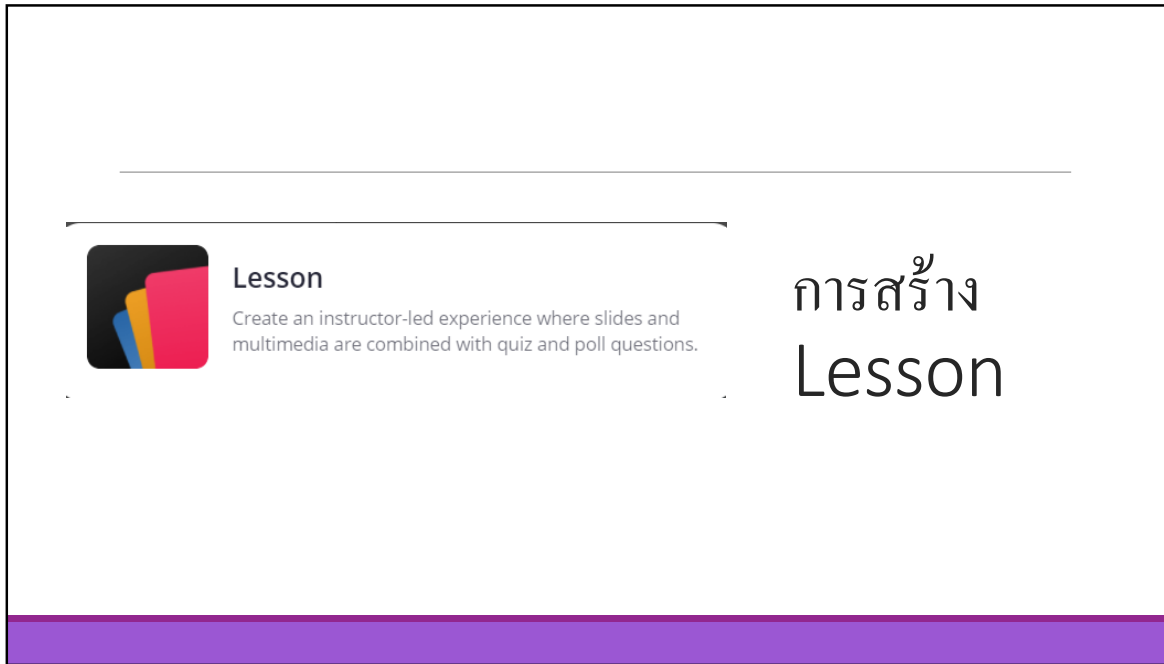 Lesson
Create an instructor-led experience where slides and
multimedia are combined with quiz and poll questions.
การสร้าง
Lesson